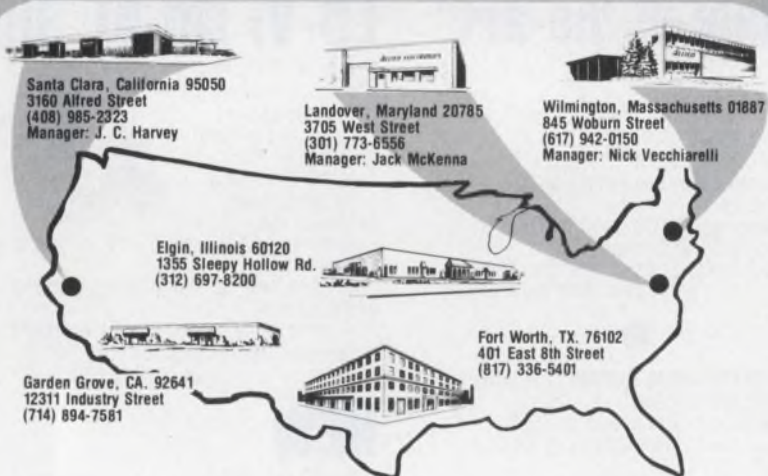 Santa Clara, California 95050
3160 Alfred Street
(408) 985-2323
Manager: J. C. Harvey
Landover, Maryland 20785
3705 West Street
(301) 773-6556
Manager: Jack McKenna
Wilmington, Massachusetts 01887
845 Woburn Street
(617) 942-0150
Manager: Nick Vecchiarelli
Elgin, Illinois 60120
1355 Sleepy Hollow Rd.
(312) 697-8200
Garden Grove, CA. 92641
12311 Industry Street
(714) 894-7581
Fort Worth, TX. 76102
401 East 8th Street
(817) 336-5401